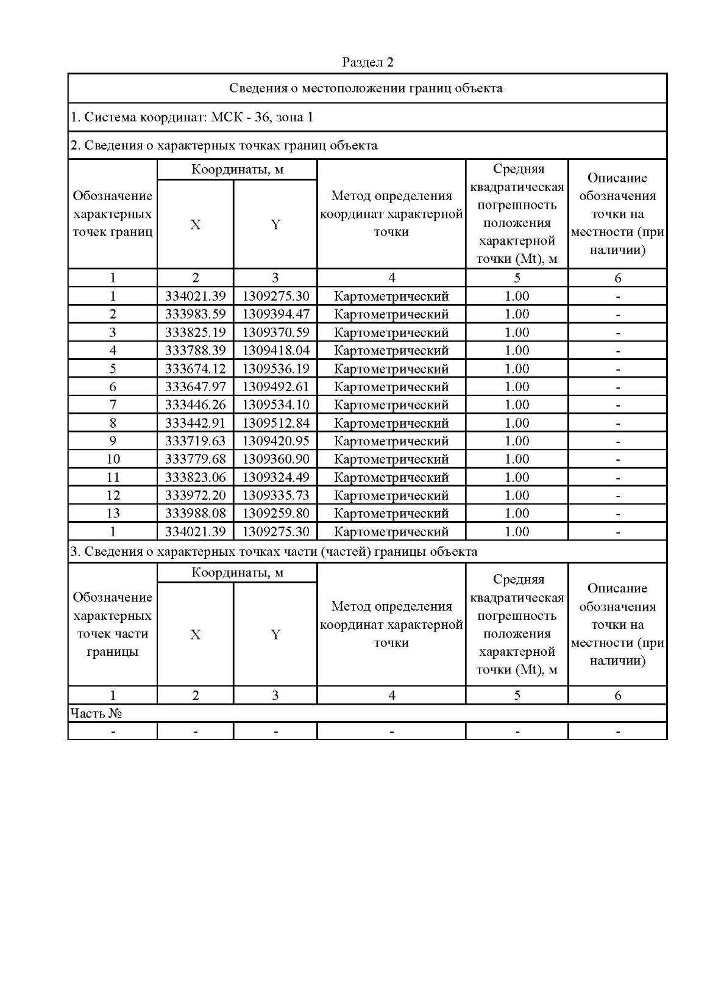 Раздел 2
Сведения о местоположении границ объекта
1. Система координат: МСК - 36, зона 1
2. Сведения о характерных точках границ объекта
Обозначение
характерных
точек границ
Координаты, м
X
Y
Метод определения
координат характерной
точки
Средняя
квадратическая
погрешность
положения
характерной
точки (Mt), м
Описание
обозначения
точки на
местности (при
наличии)
1 2 3 4 5 6
1 334021.39 1309275.30 Картометрический 1.00 -
2 333983.59 1309394.47 Картометрический 1.00 -
3 333825.19 1309370.59 Картометрический 1.00 -
4 333788.39 1309418.04 Картометрический 1.00 -
5 333674.12 1309536.19 Картометрический 1.00 -
6 333647.97 1309492.61 Картометрический 1.00 -
7 333446.26 1309534.10 Картометрический 1.00 -
8 333442.91 1309512.84 Картометрический 1.00 -
9 333719.63 1309420.95 Картометрический 1.00 -
10 333779.68 1309360.90 Картометрический 1.00 -
11 333823.06 1309324.49 Картометрический 1.00 -
12 333972.20 1309335.73 Картометрический 1.00 -
13 333988.08 1309259.80 Картометрический 1.00 -
1 334021.39 1309275.30 Картометрический 1.00 -
3. Сведения о характерных точках части (частей) границы объекта
Обозначение
характерных
точек части
границы
Координаты, м
X
Y
Метод определения
координат характерной
точки
Средняя
квадратическая
погрешность
положения
характерной
точки (Mt), м
Описание
обозначения
точки на
местности (при
наличии)
1 2 3 4 5 6
Часть №
- - - - - -